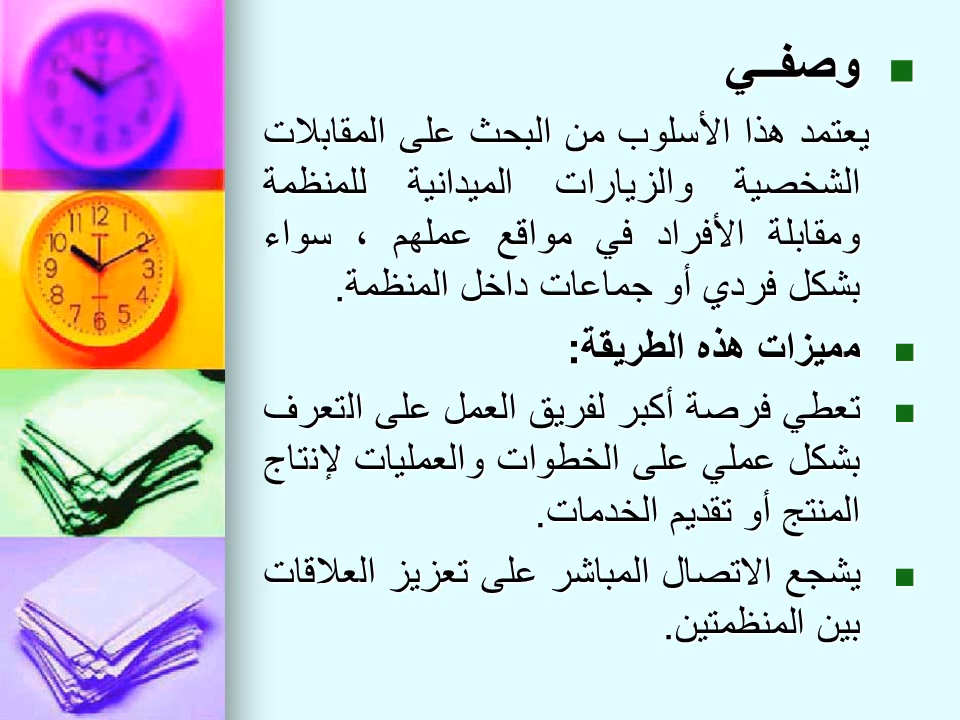 وصفــي
يعتمد هذا الأسلوب من البحث على المقابلات
الشخصية والزيارات الميدانية للمنظمة
ومقابلة الأفراد في مواقع عملهم ، سواء
بشكل فردي أو جماعات داخل المنظمة.
مميزات هذه الطريقة:
تعطي فرصة أكبر لفريق العمل على التعرف
بشكل عملي على الخطوات والعمليات لإنتاج
المنتج أو تقديم الخدمات.
يشجع الاتصال المباشر على تعزيز العلاقات
بين المنظمتين.